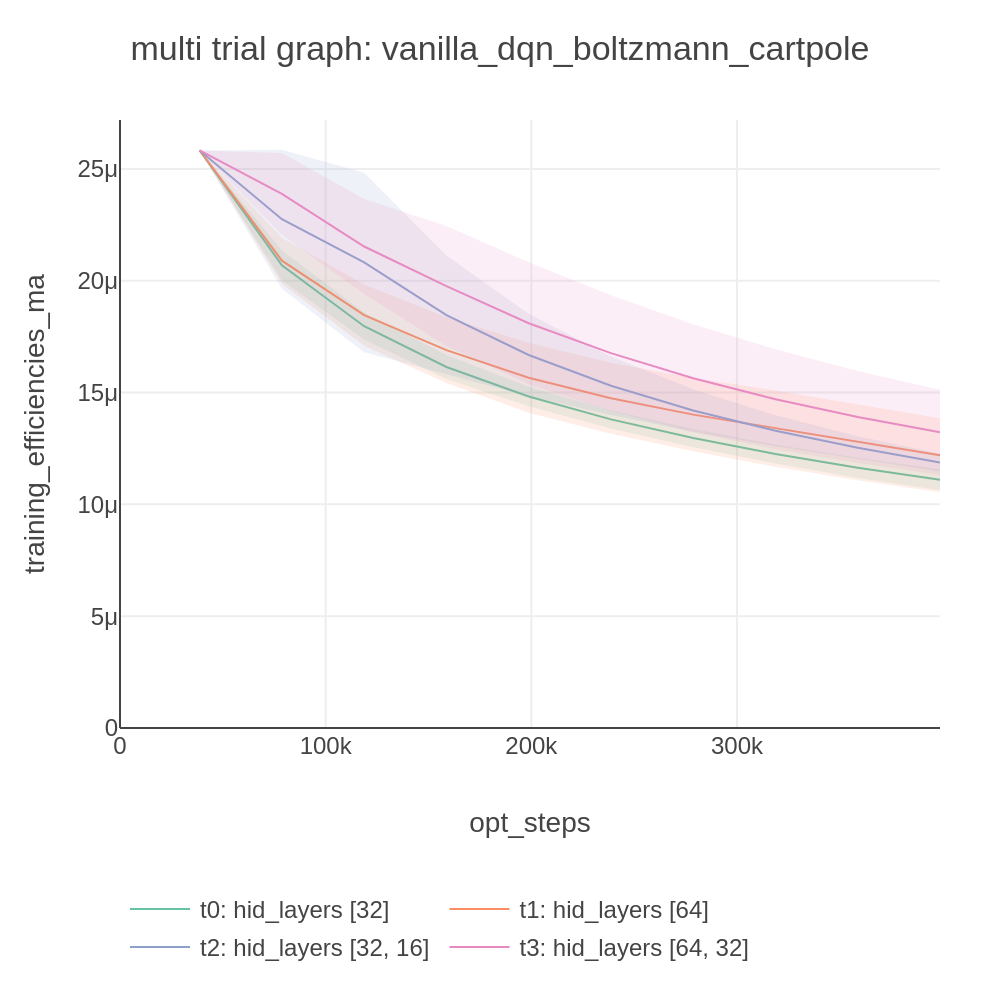 multi trial graph: vanilla_dqn_boltzmann_cartpole
training_efficiencies_ma
25μ
20μ
15μ
10μ
5μ
0
0
100k
200k
300k
opt_steps
t0: hid_layers [32]
t1: hid_layers [64]
t2: hid_layers [32, 16]
t3: hid_layers [64, 32]